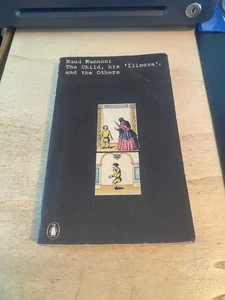 Maud Mannoni
The Child, his 'Illness',
and the Others